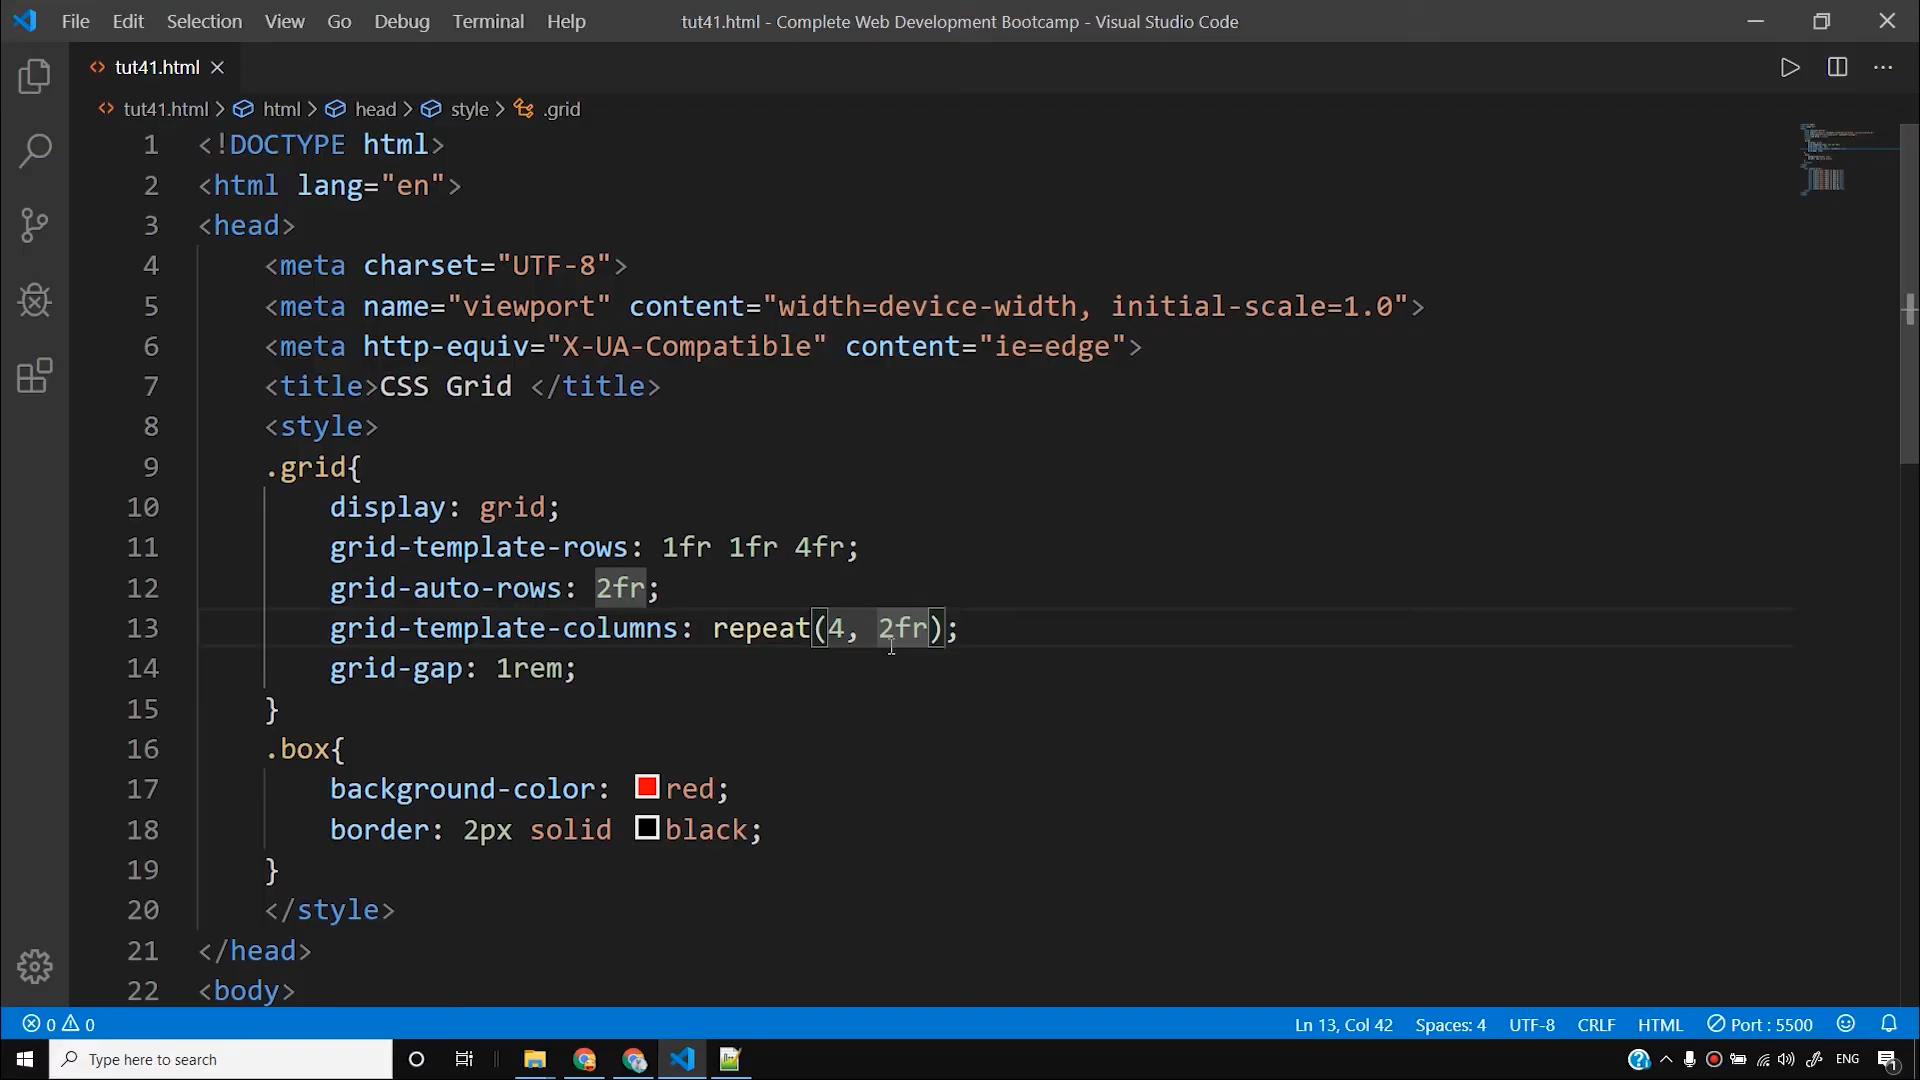 File Edit Selection View Go Debug Terminal Help tut41.html - Complete Web Development Bootcamp - Visual Studio Code
tut41.html
tut41.html > html > head > style > .grid
1 <!DOCTYPE html>
2 <html lang="en">
3 <head>
4 <meta charset="UTF-8">
5 <meta name="viewport" content="width=device-width, initial-scale=1.0">
6 <meta http-equiv="X-UA-Compatible" content="ie=edge">
7 <title>CSS Grid </title>
8 <style>
9 .grid{
10 display: grid;
11 grid-template-rows: 1fr 1fr 4fr;
12 grid-auto-rows: 2fr;
13 grid-template-columns: repeat(4, 2fr);
14 grid-gap: 1rem;
15 }
16 .box{
17 background-color: red;
18 border: 2px solid black;
19 }
20 </style>
21 </head>
22 <body>
0 0 Ln 13, Col 42 Spaces: 4 UTF-8 CRLF HTML Port : 5500
Type here to search ENG 1